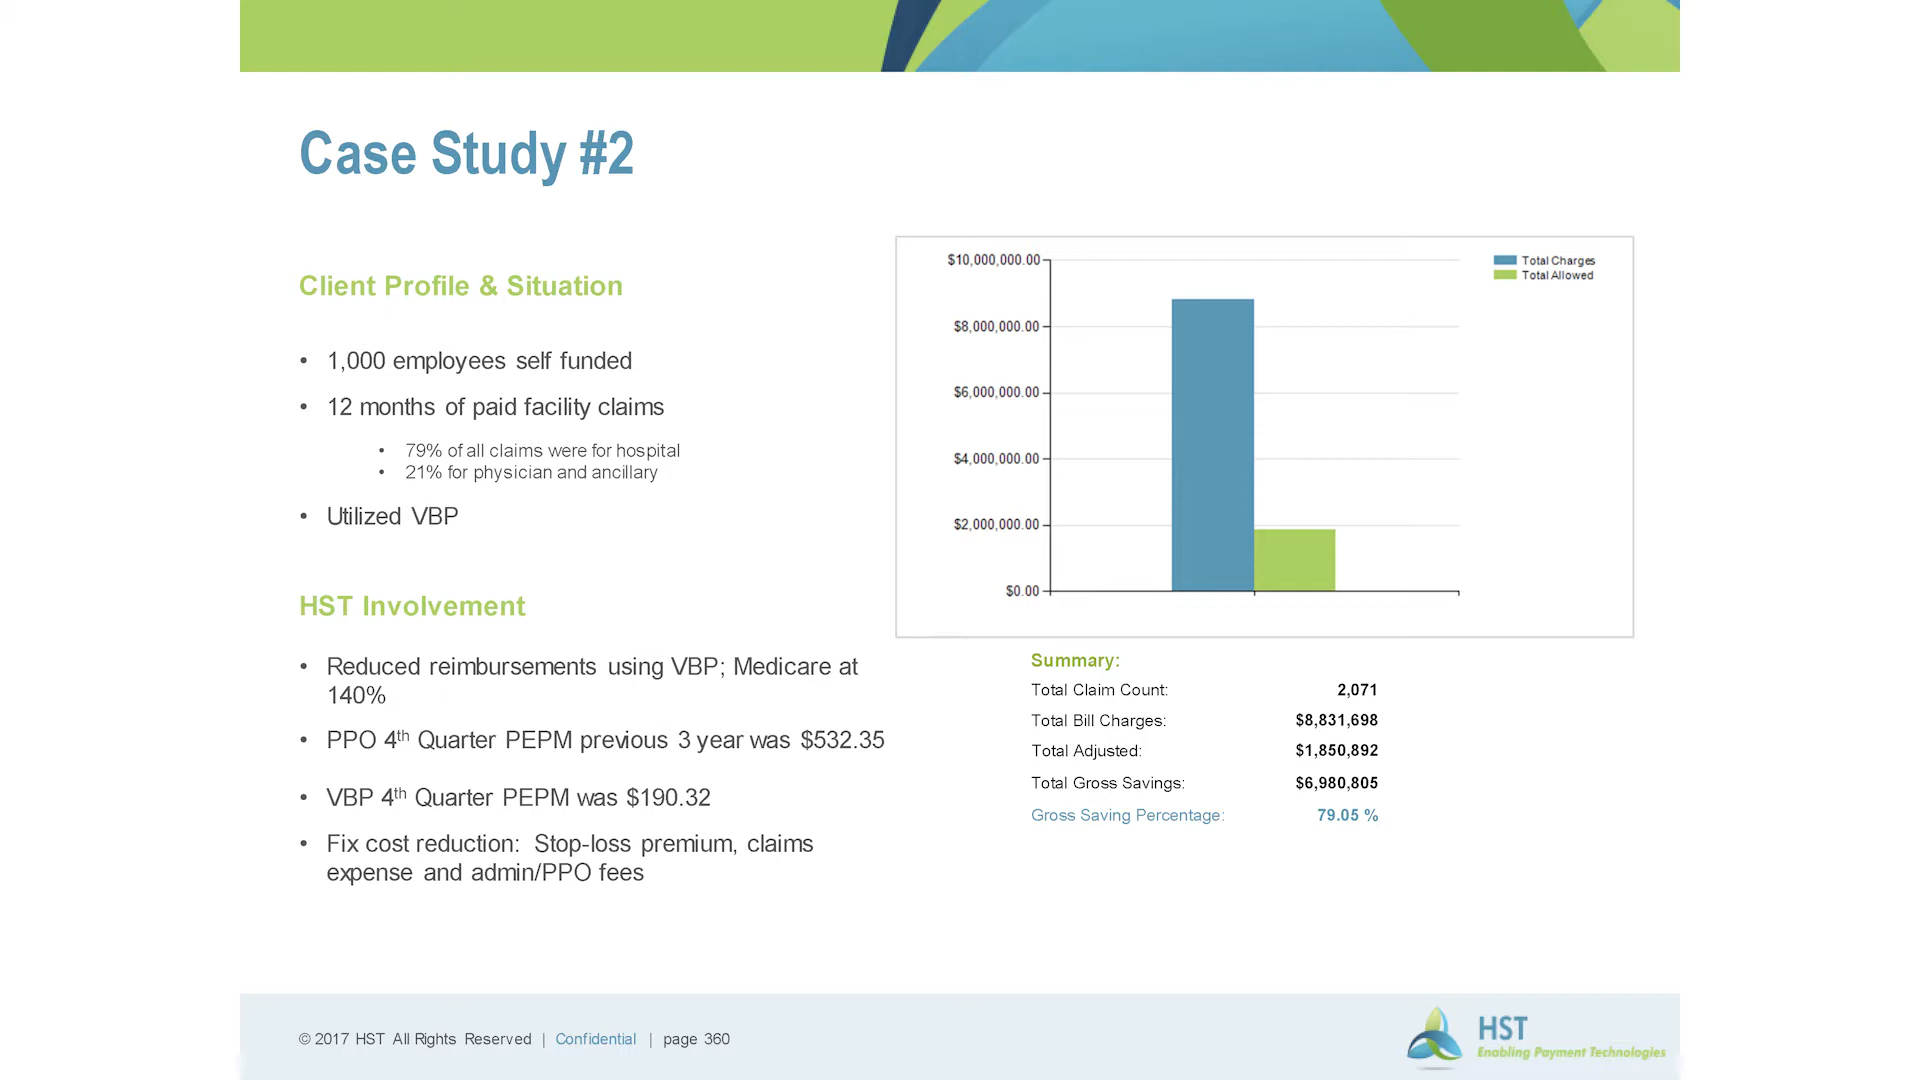 Case Study #2
Client Profile & Situation
• 1,000 employees self funded
• 12 months of paid facility claims
• 79% of all claims were for hospital
• 21% for physician and ancillary
• Utilized VBP
HST Involvement
• Reduced reimbursements using VBP; Medicare at
140%
• PPO 4th Quarter PEPM previous 3 year was $532.35
• VBP 4th Quarter PEPM was $190.32
• Fix cost reduction: Stop-loss premium, claims
expense and admin/PPO fees
$10,000,000.00
$8,000,000.00
$6,000,000.00
$4,000,000.00
$2,000,000.00
$0.00
Total Charges
Total Allowed
Summary:
Total Claim Count: 2,071
Total Bill Charges: $8,831,698
Total Adjusted: $1,850,892
Total Gross Savings: $6,980,805
Gross Saving Percentage: 79.05 %
© 2017 HST All Rights Reserved | Confidential | page 360
HST
Enabling Payment Technologies